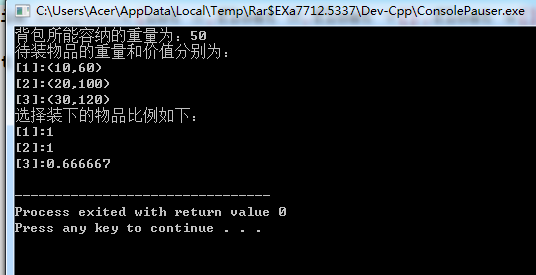 C:\Users\Acer\AppData\Local\Temp\Rar$EXa7712.5337\Dev-Cpp\ConsolePauser.exe
背包所能容纳的重量为：50
待装物品的重量和价值分别为：
[1]:(10,60)
[2]:(20,100)
[3]:(30,120)
选择装下的物品比例如下：
[1]:1
[2]:1
[3]:0.666667
--------------------------------
Process exited with return value 0
Press any key to continue . . .